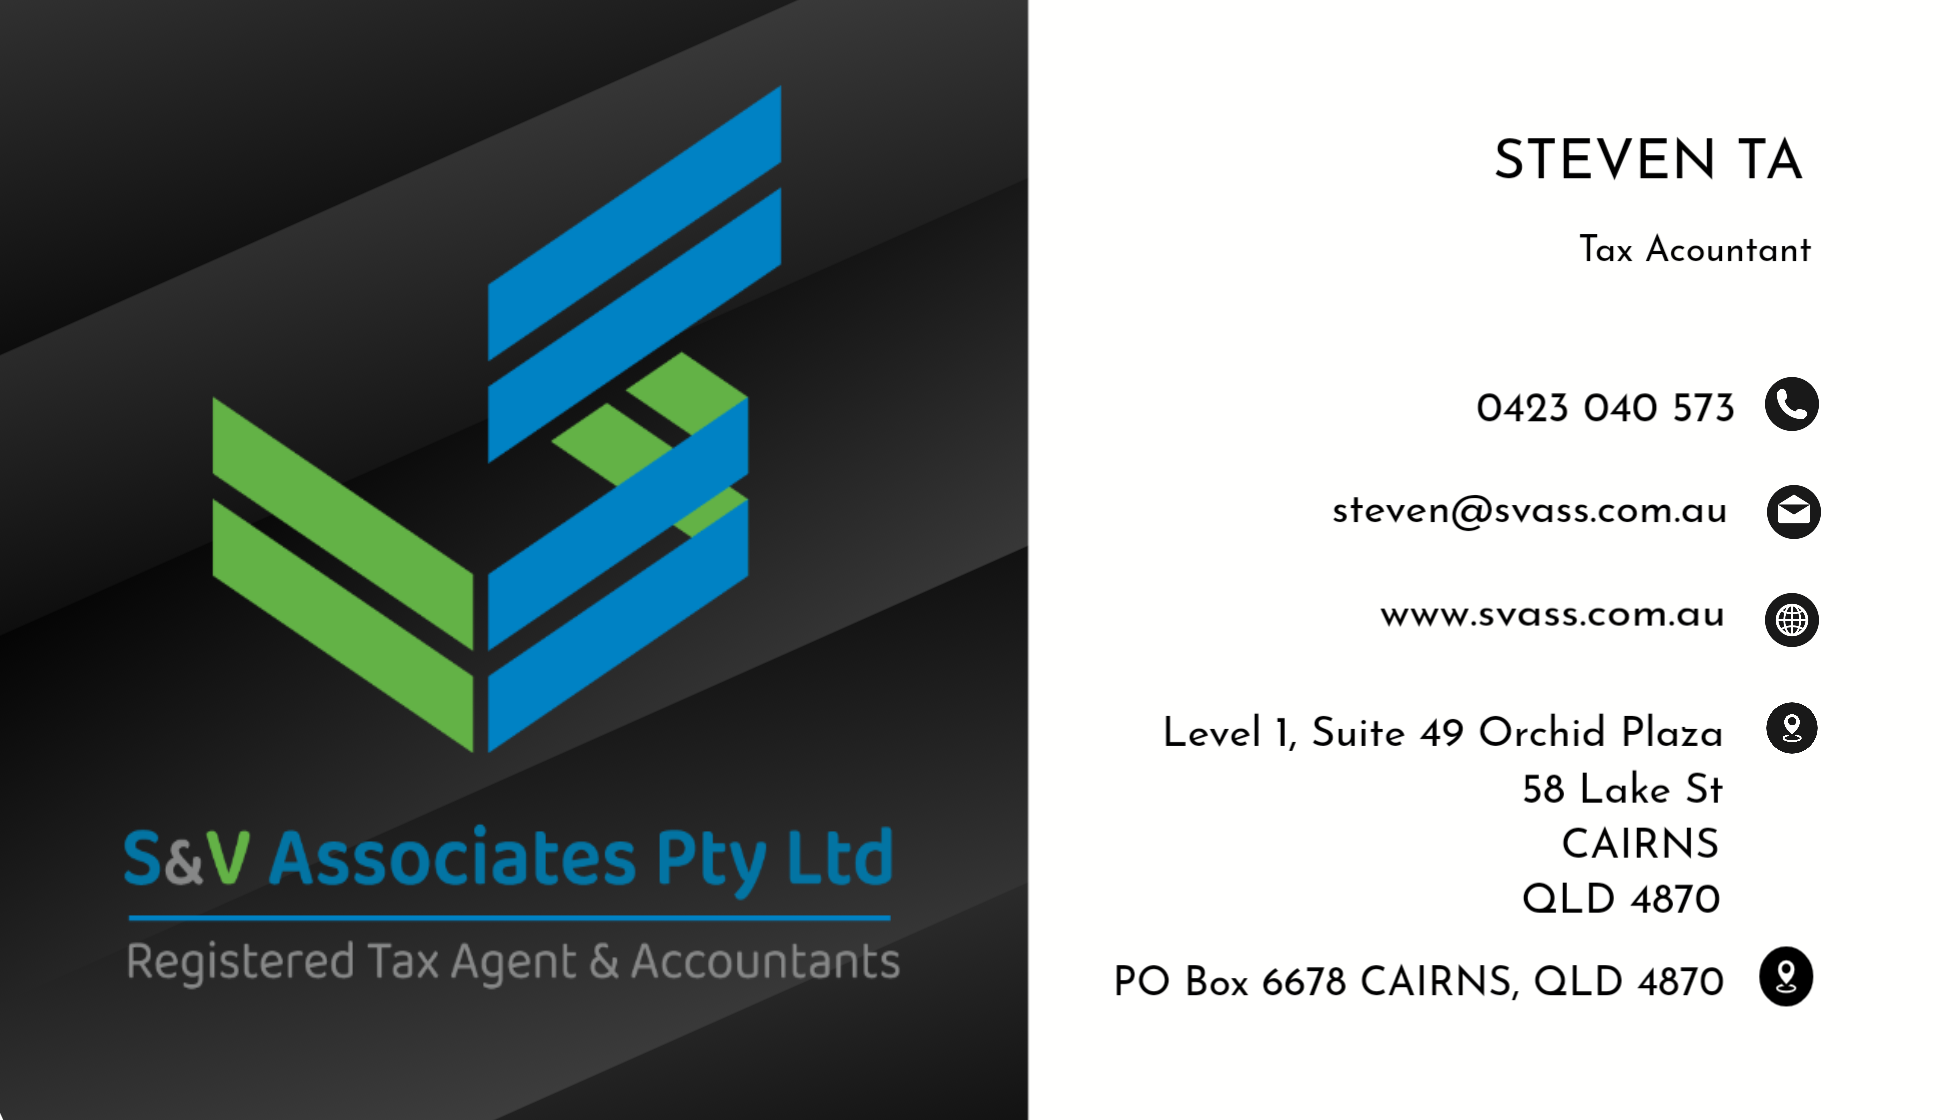 S&V Associates Pty Ltd
Registered Tax Agent & Accountants
STEVEN TA
Tax Acountant
0423 040 573
steven@svass.com.au
www.svass.com.au
Level 1, Suite 49 Orchid Plaza
58 Lake St
CAIRNS
QLD 4870
PO Box 6678 CAIRNS, QLD 4870